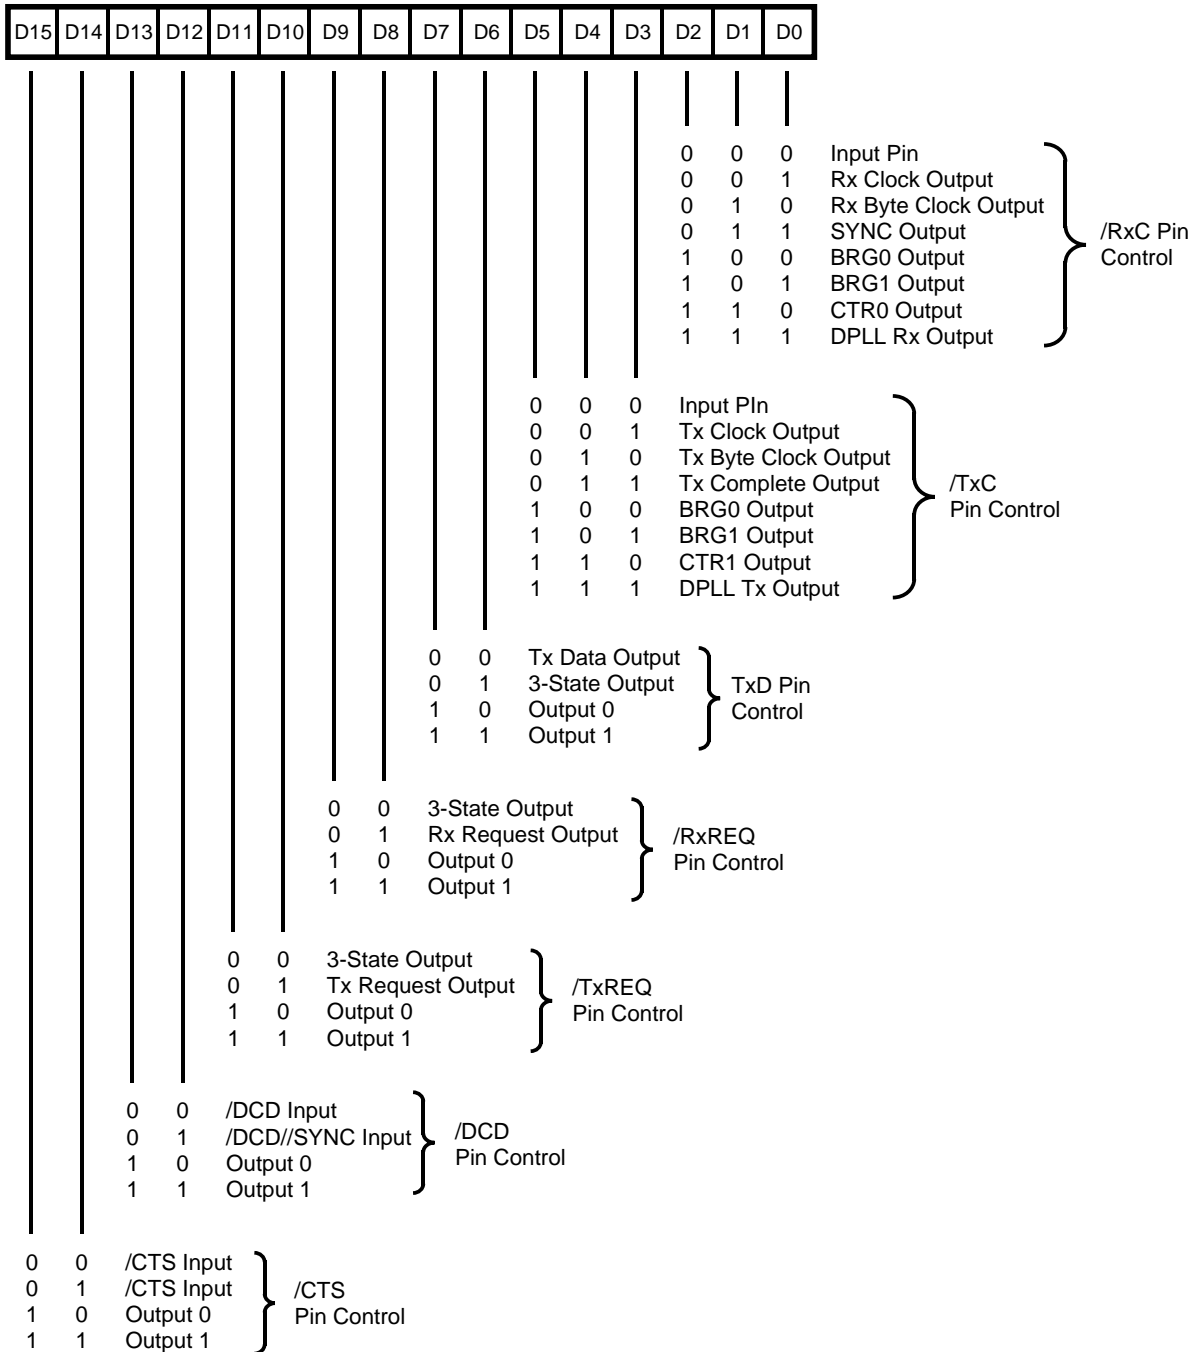 D15 D14 D13 D12 D11 D10 D9 D8 D7 D6 D5 D4 D3 D2 D1 D0
0 0 0 Input Pin
0 0 1 Rx Clock Output
0 1 0 Rx Byte Clock Output
0 1 1 SYNC Output
1 0 0 BRG0 Output
1 0 1 BRG1 Output
1 1 0 CTR0 Output
1 1 1 DPLL Rx Output
/RxC Pin
Control
0 0 0 Input PIn
0 0 1 Tx Clock Output
0 1 0 Tx Byte Clock Output
0 1 1 Tx Complete Output
1 0 0 BRG0 Output
1 0 1 BRG1 Output
1 1 0 CTR1 Output
1 1 1 DPLL Tx Output
/TxC
Pin Control
0 0 Tx Data Output
0 1 3-State Output
1 0 Output 0
1 1 Output 1
TxD Pin
Control
0 0 3-State Output
0 1 Rx Request Output
1 0 Output 0
1 1 Output 1
/RxREQ
Pin Control
0 0 3-State Output
0 1 Tx Request Output
1 0 Output 0
1 1 Output 1
/TxREQ
Pin Control
0 0 /DCD Input
0 1 /DCD//SYNC Input
1 0 Output 0
1 1 Output 1
/DCD
Pin Control
0 0 /CTS Input
0 1 /CTS Input
1 0 Output 0
1 1 Output 1
/CTS
Pin Control